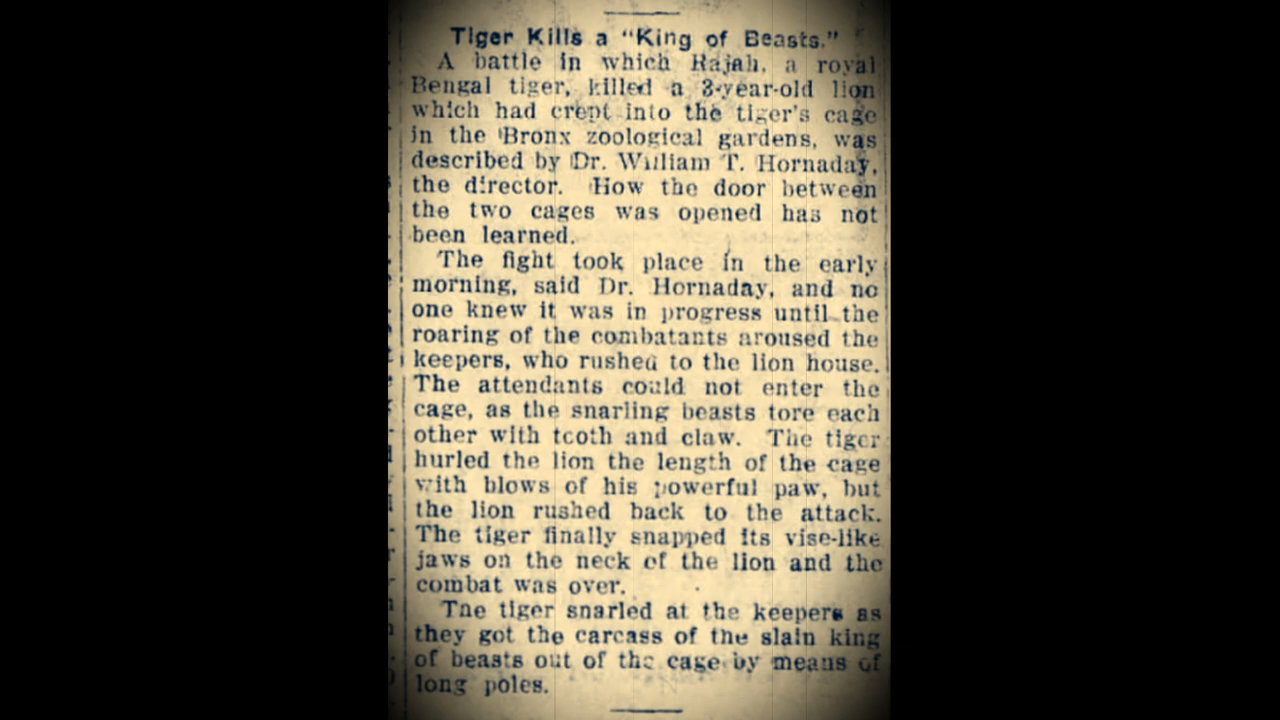 Tiger Kills a “King of Beasts.”
A battle in which Rajah, a royal
Bengal tiger, killed a 3-year-old lion
which had crept into the tiger's cage
in the Bronx zoological gardens, was
described by Dr. William T. Hornaday,
the director. How the door between
the two cages was opened has not
been learned.
The fight took place in the early
morning, said Dr. Hornaday, and no
one knew it was in progress until the
roaring of the combatants aroused the
keepers, who rushed to the lion house.
The attendants could not enter the
cage, as the snarling beasts tore each
other with tooth and claw. The tiger
hurled the lion the length of the cage
with blows of his powerful paw, but
the lion rushed back to the attack.
The tiger finally snapped its vise-like
jaws on the neck of the lion and the
combat was over.
The tiger snarled at the keepers as
they got the carcass of the slain king
of beasts out of the cage by means of
long poles.